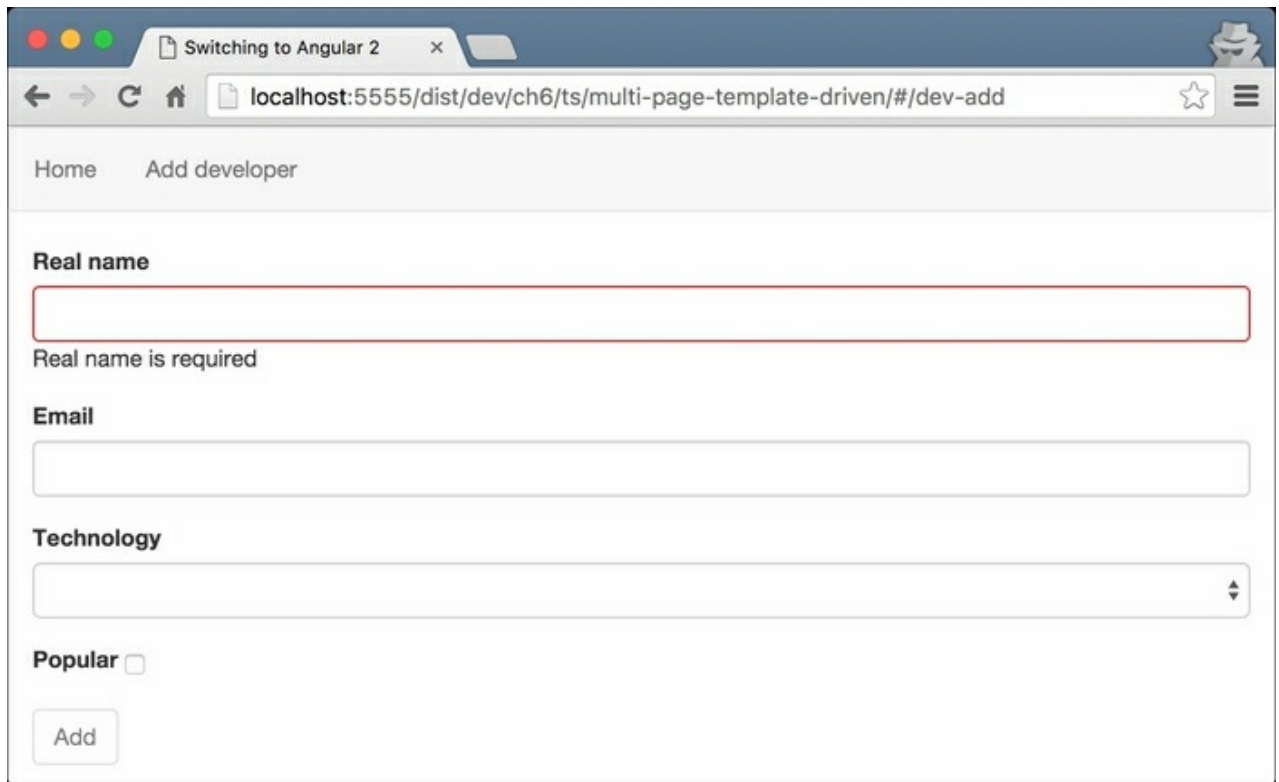 Switching to Angular 2
localhost:5555/dist/dev/ch6/ts/multi-page-template-driven/#/dev-add
Home Add developer
Real name
Real name is required
Email
Technology
Popular
Add